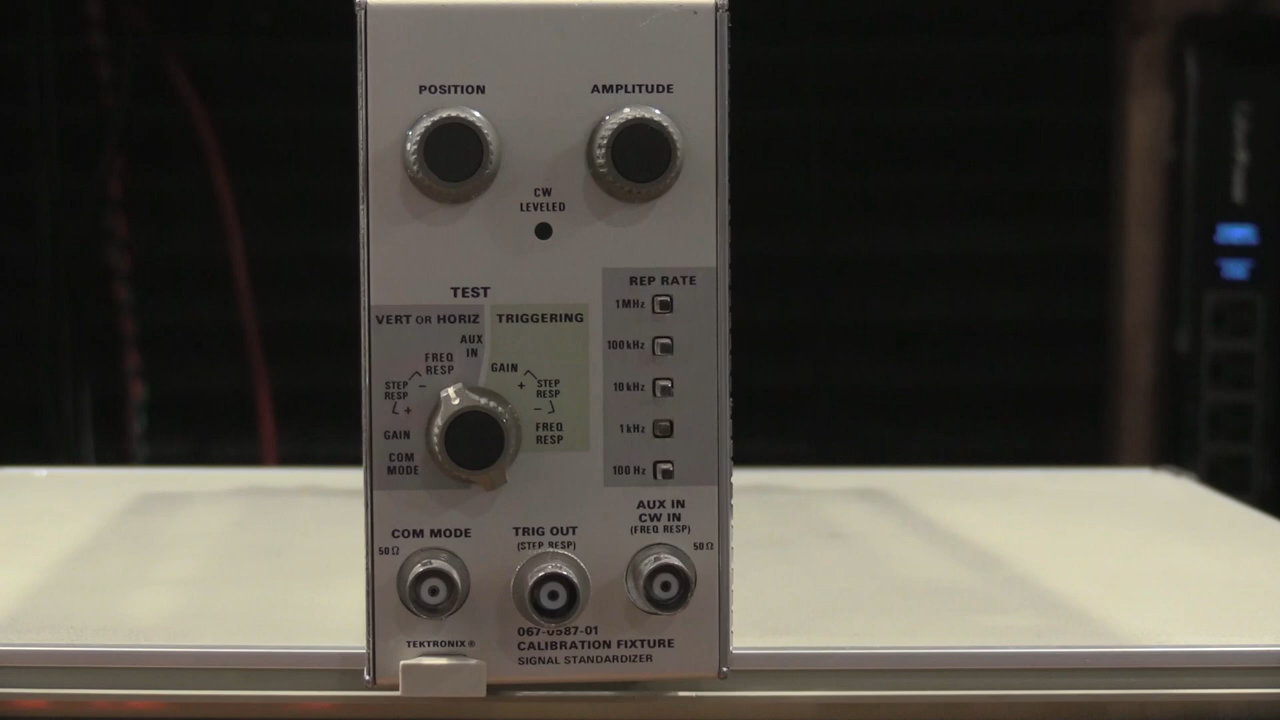 POSITION
AMPLITUDE
CW
LEVELED
TEST
REP RATE
1MHz
VERT OR HORIZ
TRIGGERING
AUX
IN
100kHz
FREQ
RESP
GAIN
STEP
RESP
−
+
STEP
RESP
10kHz
+
−
GAIN
FREQ
RESP
1kHz
COM
MODE
100Hz
COM MODE
50Ω
TRIG OUT
(STEP RESP)
AUX IN
CW IN
(FREQ RESP)
50Ω
TEKTRONIX®
067-0587-01
CALIBRATION FIXTURE
SIGNAL STANDARDIZER